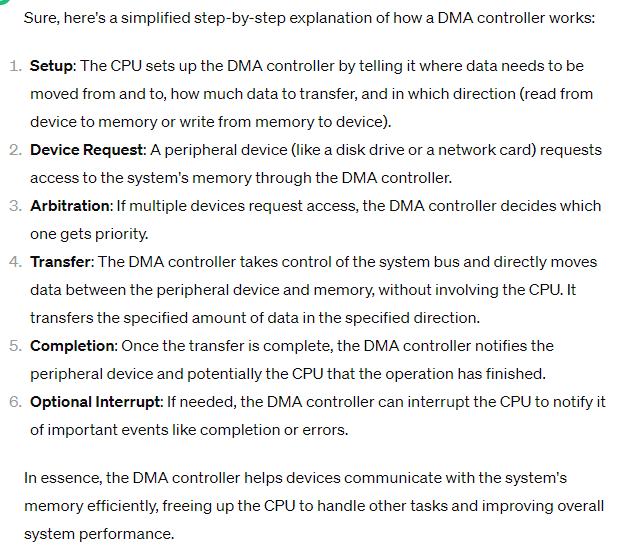 Sure, here's a simplified step-by-step explanation of how a DMA controller works:
1. Setup: The CPU sets up the DMA controller by telling it where data needs to be
moved from and to, how much data to transfer, and in which direction (read from
device to memory or write from memory to device).
2. Device Request: A peripheral device (like a disk drive or a network card) requests
access to the system's memory through the DMA controller.
3. Arbitration: If multiple devices request access, the DMA controller decides which
one gets priority.
4. Transfer: The DMA controller takes control of the system bus and directly moves
data between the peripheral device and memory, without involving the CPU. It
transfers the specified amount of data in the specified direction.
5. Completion: Once the transfer is complete, the DMA controller notifies the
peripheral device and potentially the CPU that the operation has finished.
6. Optional Interrupt: If needed, the DMA controller can interrupt the CPU to notify it
of important events like completion or errors.
In essence, the DMA controller helps devices communicate with the system's
memory efficiently, freeing up the CPU to handle other tasks and improving overall
system performance.